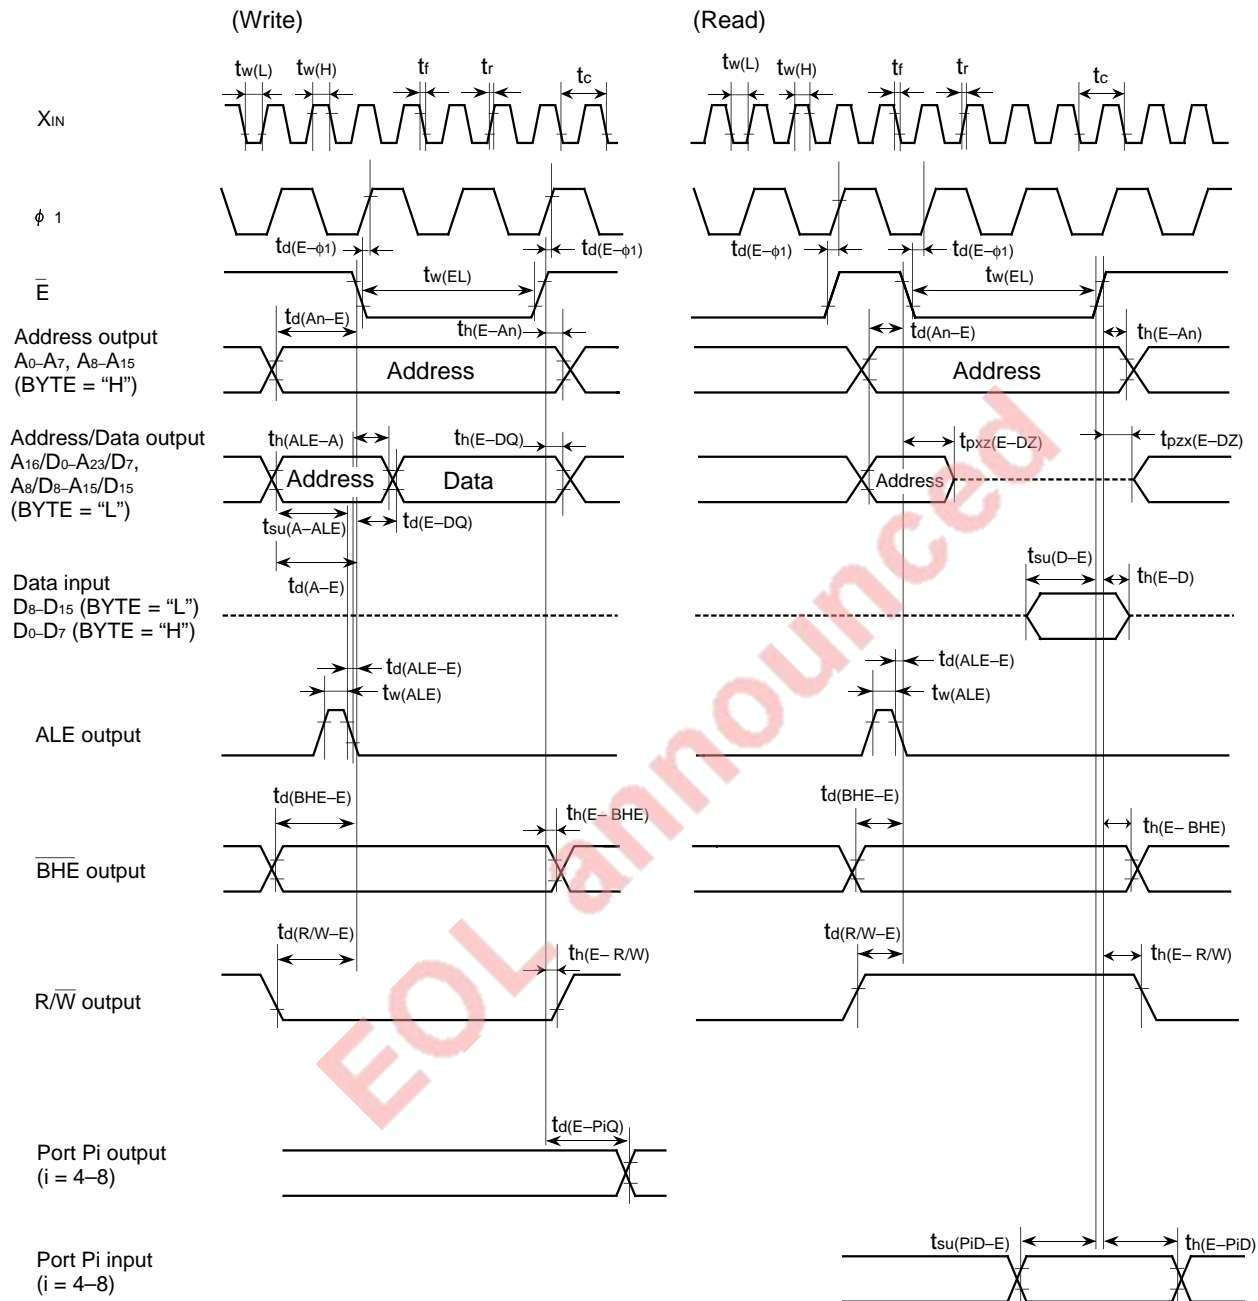 (Write) (Read)
tw(L) tw(H) tf tr tc tw(L) tw(H) tf tr tc
XIN
ϕ 1
td(E–ϕ1) td(E–ϕ1) td(E–ϕ1) td(E–ϕ1)
E̅
tw(EL) tw(EL)
td(An–E) th(E–An) td(An–E) th(E–An)
Address output
A0–A7, A8–A15
(BYTE = “H”)
Address Address
Address/Data output
A16/D0–A23/D7,
A8/D8–A15/D15
(BYTE = “L”)
th(ALE–A) th(E–DQ) tpxz(E–DZ) tpzx(E–DZ)
Address Data Address
tsu(A–ALE) td(E–DQ)
td(A–E)
tsu(D–E) th(E–D)
Data input
D8–D15 (BYTE = “L”)
D0–D7 (BYTE = “H”)
td(ALE–E) td(ALE–E)
tw(ALE) tw(ALE)
ALE output
td(BHE–E) th(E– BHE) td(BHE–E) th(E– BHE)
B̅H̅E̅ output
td(R/W–E) th(E– R/W) td(R/W–E) th(E– R/W)
R/W̅ output
td(E–PiQ)
Port Pi output
(i = 4–8)
tsu(PiD–E) th(E–PiD)
Port Pi input
(i = 4–8)
EOL announced